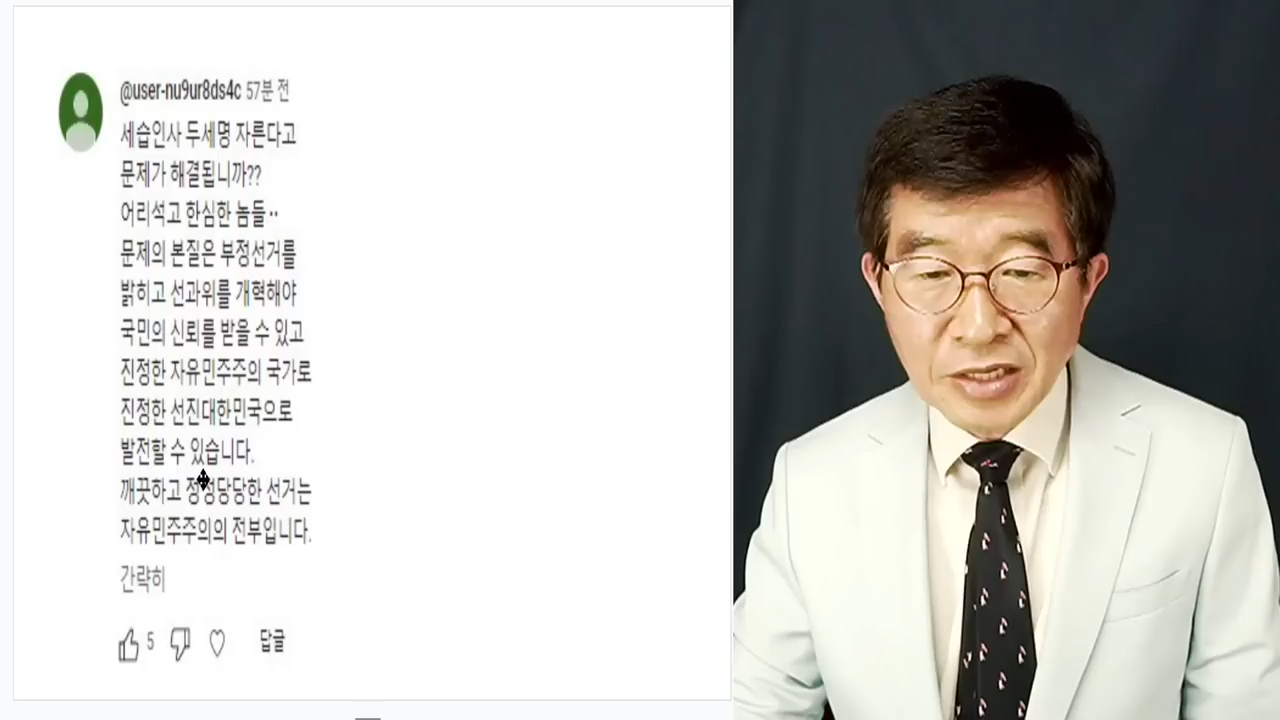 @user-nu9ur8ds4c 57분 전
세습인사 두세명 자른다고
문제가 해결됩니까??
어리석고 한심한 놈들··
문제의 본질은 부정선거를
밝히고 선과위를 개혁해야
국민의 신뢰를 받을 수 있고
진정한 자유민주주의 국가로
진정한 선진대한민국으로
발전할 수 있습니다.
깨끗하고 정정당당한 선거는
자유민주주의의 전부입니다.
간략히
5 답글